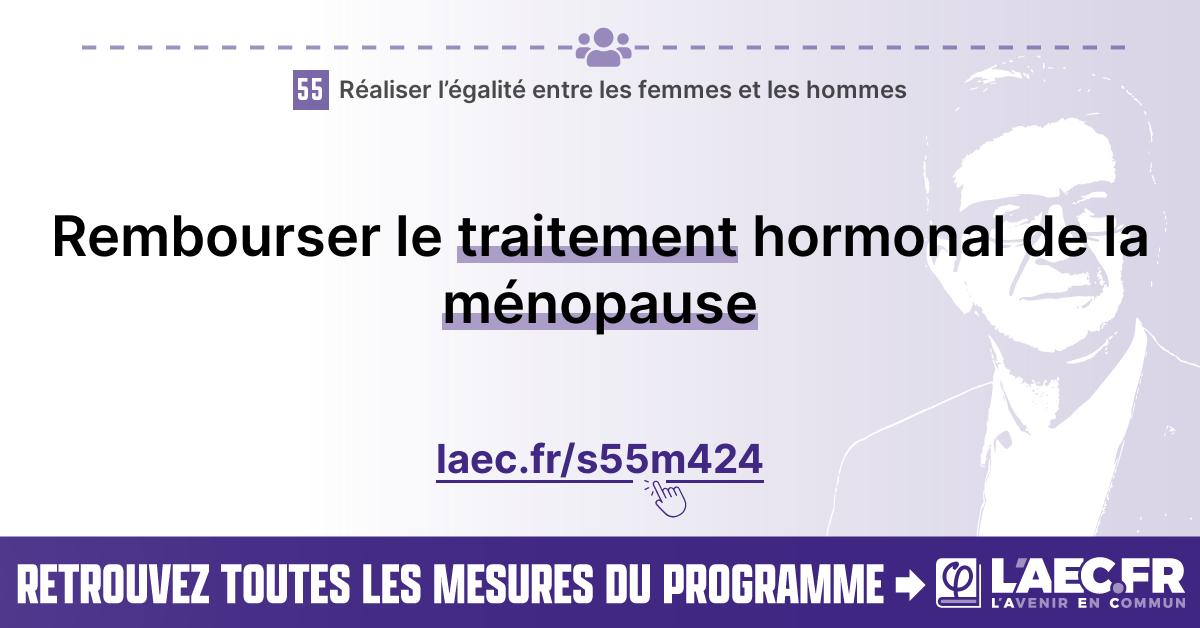 55 Réaliser l’égalité entre les femmes et les hommes
Rembourser le traitement hormonal de la
ménopause
laec.fr/s55m424
RETROUVEZ TOUTES LES MESURES DU PROGRAMME
L'AEC.FR
L'AVENIR EN COMMUN